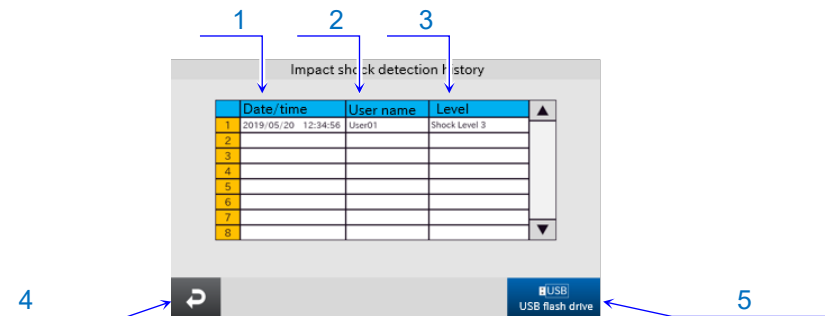 1 2 3
Impact shock detection history
Date/time User name Level
1 2019/05/20 12:34:56 User01 Shock Level 3
2
3
4
5
6
7
8
4
USB
5
USB flash drive